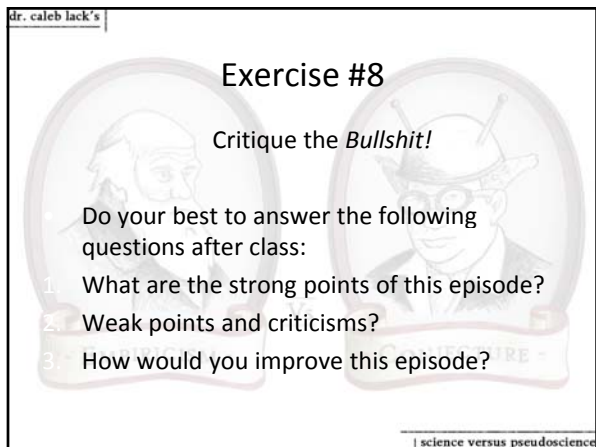 dr. caleb lack's
Exercise #8
Critique the Bullshit!
Do your best to answer the following
questions after class:
1. What are the strong points of this episode?
2. Weak points and criticisms?
3. How would you improve this episode?
science versus pseudoscience